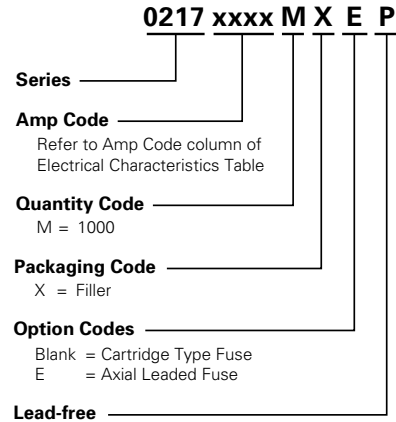 0217 xxxx M X E P
Series
Amp Code
Refer to Amp Code column of
Electrical Characteristics Table
Quantity Code
M = 1000
Packaging Code
X = Filler
Option Codes
Blank = Cartridge Type Fuse
E = Axial Leaded Fuse
Lead-free